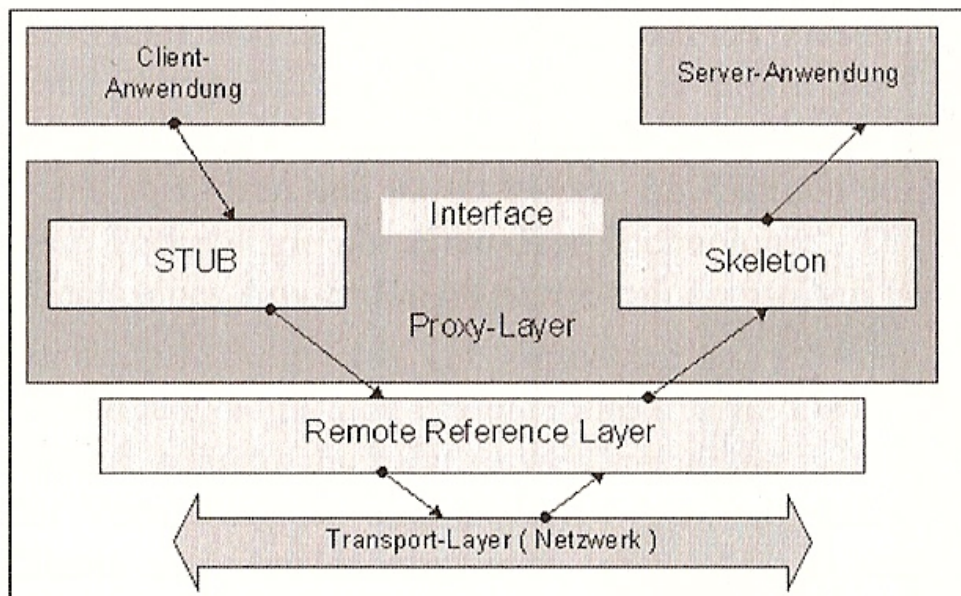 Client-
Anwendung
Server-Anwendung
Interface
STUB
Skeleton
Proxy-Layer
Remote Reference Layer
Transport-Layer ( Netzwerk )